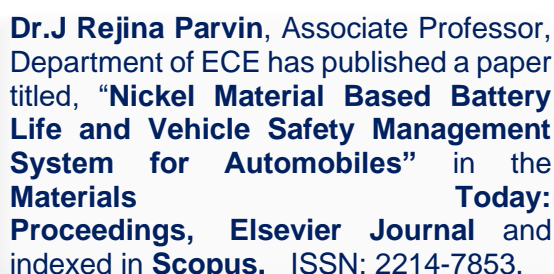 Dr.J Rejina Parvin, Associate Professor,
Department of ECE has published a paper
titled, “Nickel Material Based Battery
Life and Vehicle Safety Management
System for Automobiles” in the
Materials Today:
Proceedings, Elsevier Journal and
indexed in Scopus. ISSN: 2214-7853.